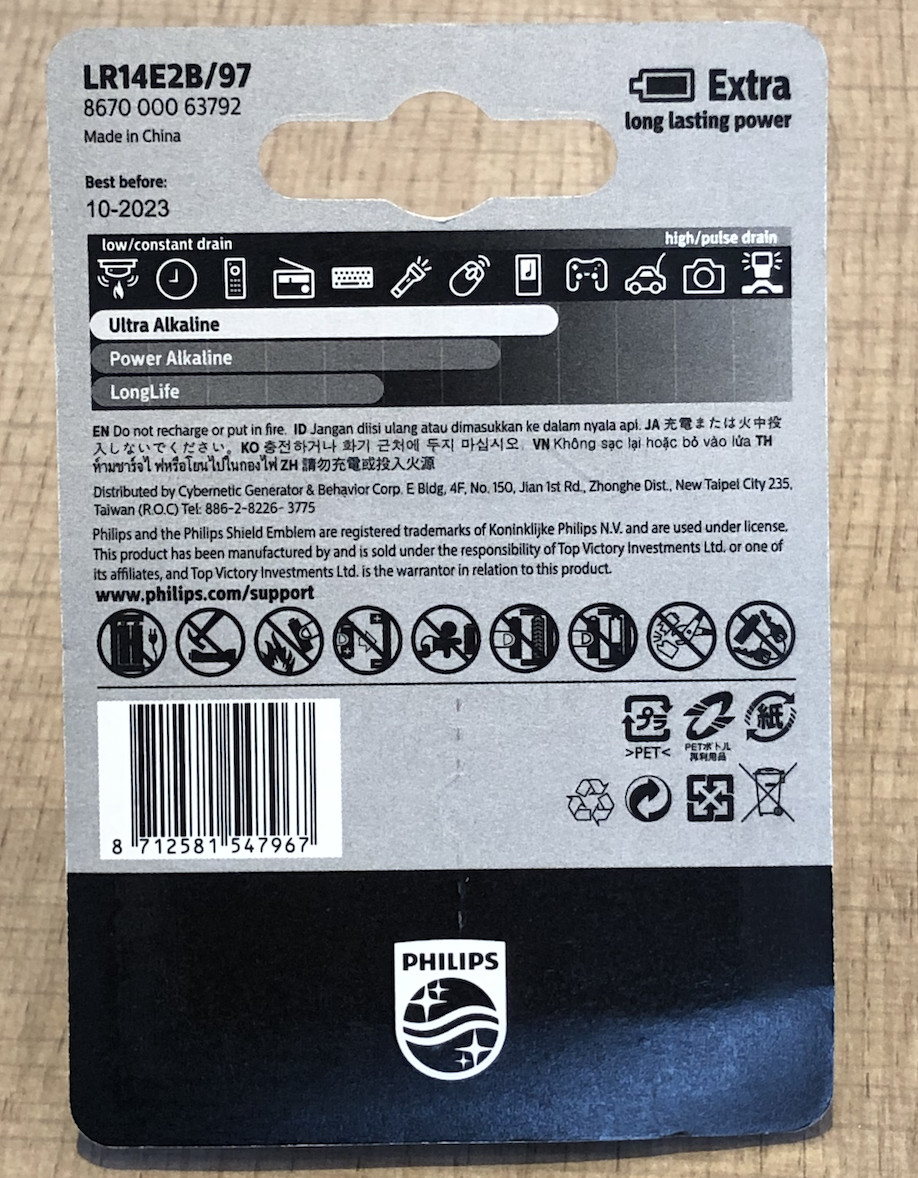 LR14E2B/97
8670 000 63792
Made in China
Extra
long lasting power
Best before:
10-2023
low/constant drain
high/pulse drain
Ultra Alkaline
Power Alkaline
LongLife
EN Do not recharge or put in fire. ID Jangan diisi ulang atau dimasukkan ke dalam nyala api. JA 充電または火中投
入しないでください。KO 충전하거나 화기 근처에 두지 마십시오. VN Không sạc lại hoặc bỏ vào lửa TH
ห้ามชาร์จไ ฟหรือโยนไปในกองไฟ ZH 請勿充電或投入火源
Distributed by Cybernetic Generator & Behavior Corp. E Bldg, 4F, No. 150, Jian 1st Rd., Zhonghe Dist., New Taipei City 235,
Taiwan (R.O.C) Tel: 886-2-8226- 3775
Philips and the Philips Shield Emblem are registered trademarks of Koninklijke Philips N.V. and are used under license.
This product has been manufactured by and is sold under the responsibility of Top Victory Investments Ltd. or one of
its affiliates, and Top Victory Investments Ltd. is the warrantor in relation to this product.
www.philips.com/support
プラ
紙
>PET<
PETボトル
再利用品
8 712581 547967
PHILIPS